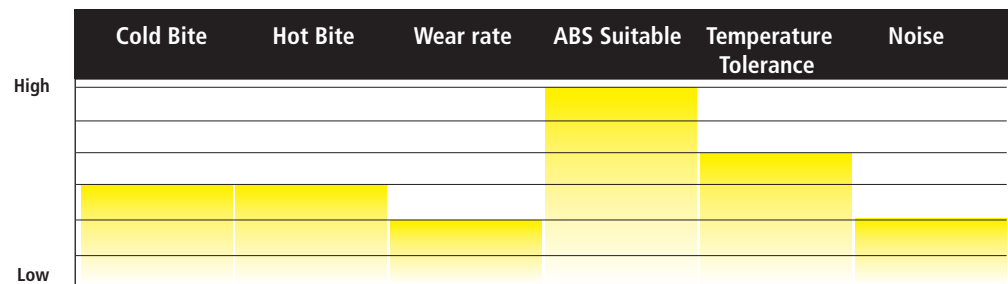 Cold Bite Hot Bite Wear rate ABS Suitable Temperature Tolerance Noise
High
Low